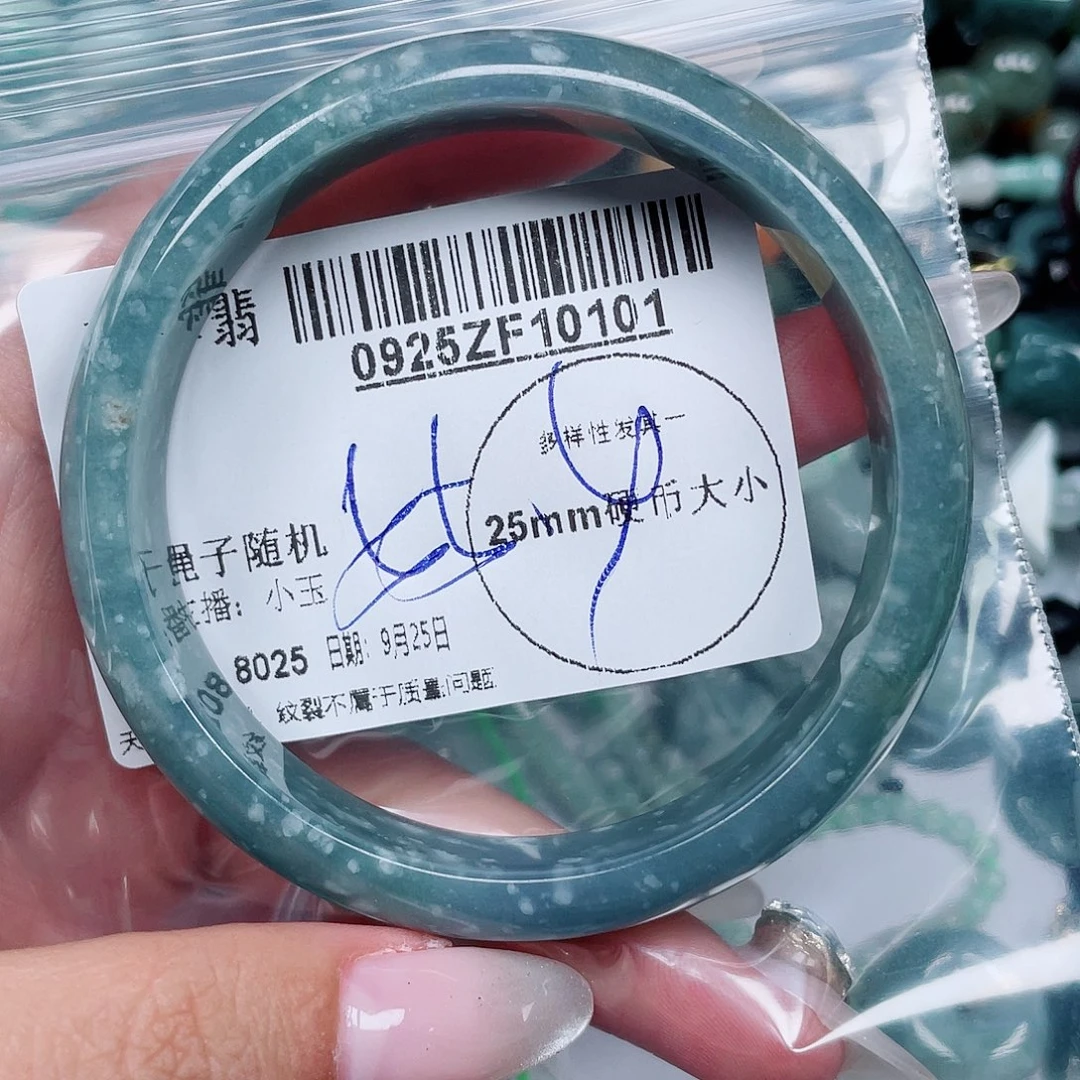 翡
0925ZF10101
多样性发其一
25mm硬币大小
绳子随机
播：小玉
8025 日期：9月25日
纹裂不属于质量问题